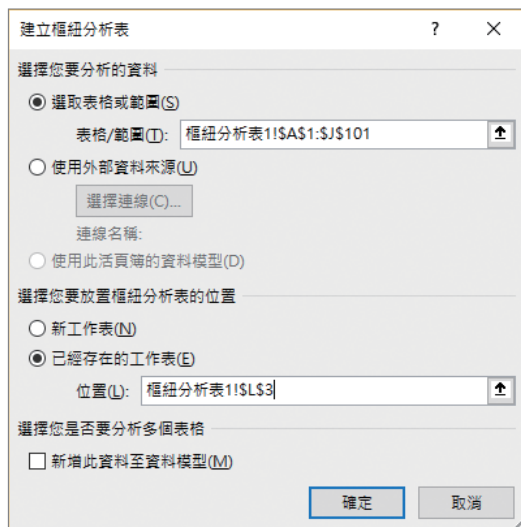 建立樞紐分析表 ? ×
選擇您要分析的資料
選取表格或範圍(S)
表格/範圍(T): 樞紐分析表1!$A$1:$J$101
使用外部資料來源(U)
選擇連線(C)...
連線名稱:
使用此活頁簿的資料模型(D)
選擇您要放置樞紐分析表的位置
新工作表(N)
已經存在的工作表(E)
位置(L): 樞紐分析表1!$L$3
選擇您是否要分析多個表格
新增此資料至資料模型(M)
確定 取消